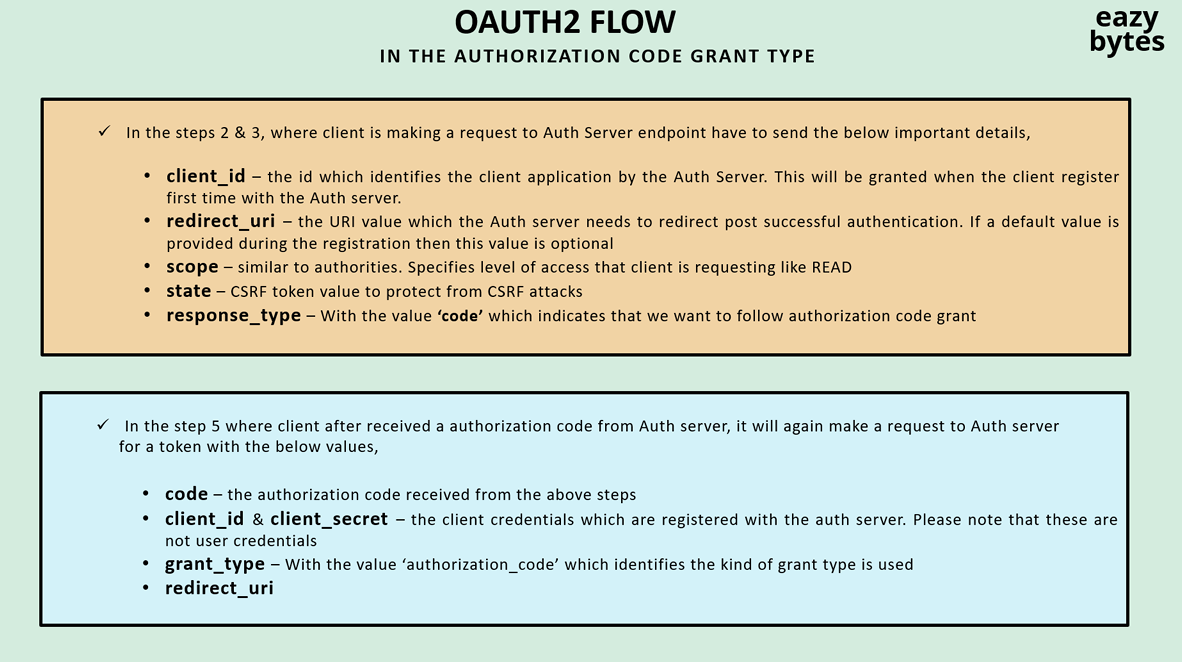 OAUTH2 FLOW
eazy
bytes
IN THE AUTHORIZATION CODE GRANT TYPE
✓ In the steps 2 & 3, where client is making a request to Auth Server endpoint have to send the below important details,
• client_id – the id which identifies the client application by the Auth Server. This will be granted when the client register
first time with the Auth server.
• redirect_uri – the URI value which the Auth server needs to redirect post successful authentication. If a default value is
provided during the registration then this value is optional
• scope – similar to authorities. Specifies level of access that client is requesting like READ
• state – CSRF token value to protect from CSRF attacks
• response_type – With the value ‘code’ which indicates that we want to follow authorization code grant
✓ In the step 5 where client after received a authorization code from Auth server, it will again make a request to Auth server
for a token with the below values,
• code – the authorization code received from the above steps
• client_id & client_secret – the client credentials which are registered with the auth server. Please note that these are
not user credentials
• grant_type – With the value ‘authorization_code’ which identifies the kind of grant type is used
• redirect_uri